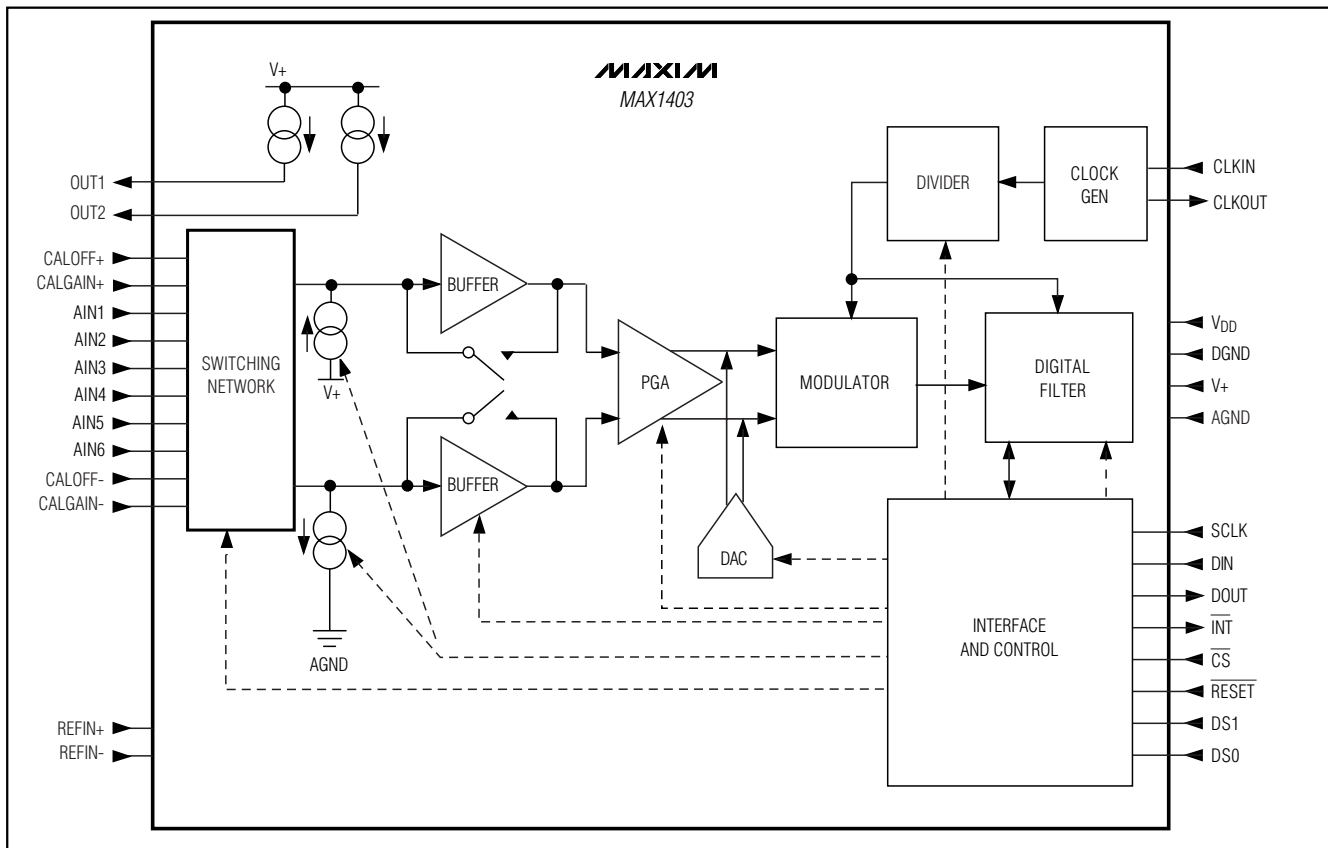 MAXIM
MAX1403
V+
OUT1
OUT2
CALOFF+
CALGAIN+
AIN1
AIN2
AIN3
AIN4
AIN5
AIN6
CALOFF-
CALGAIN-
REFIN+
REFIN-
SWITCHING
NETWORK
V+
AGND
BUFFER
BUFFER
PGA
DAC
MODULATOR
DIVIDER
CLOCK
GEN
DIGITAL
FILTER
INTERFACE
AND CONTROL
CLKIN
CLKOUT
VDD
DGND
V+
AGND
SCLK
DIN
DOUT
INT
CS
RESET
DS1
DS0